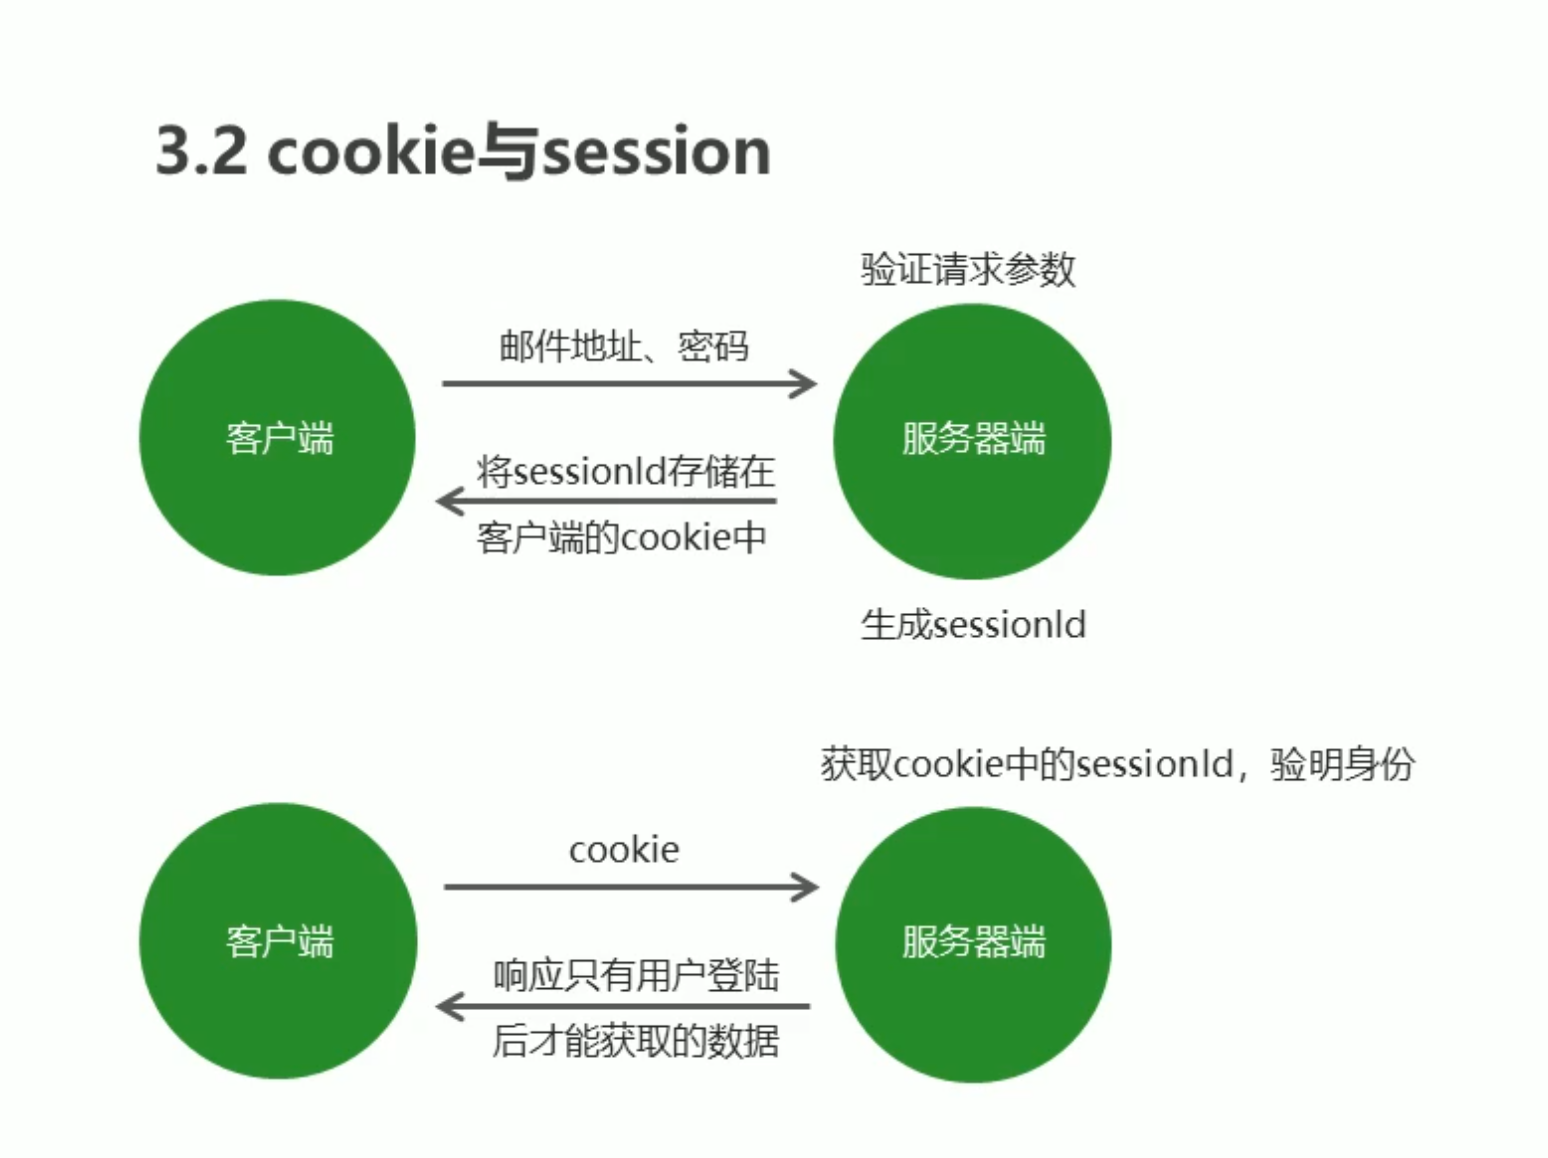 3.2 cookie与session
验证请求参数
邮件地址、密码
客户端
服务器端
将sessionId存储在
客户端的cookie中
生成sessionId
获取cookie中的sessionId，验明身份
cookie
客户端
服务器端
响应只有用户登陆
后才能获取的数据